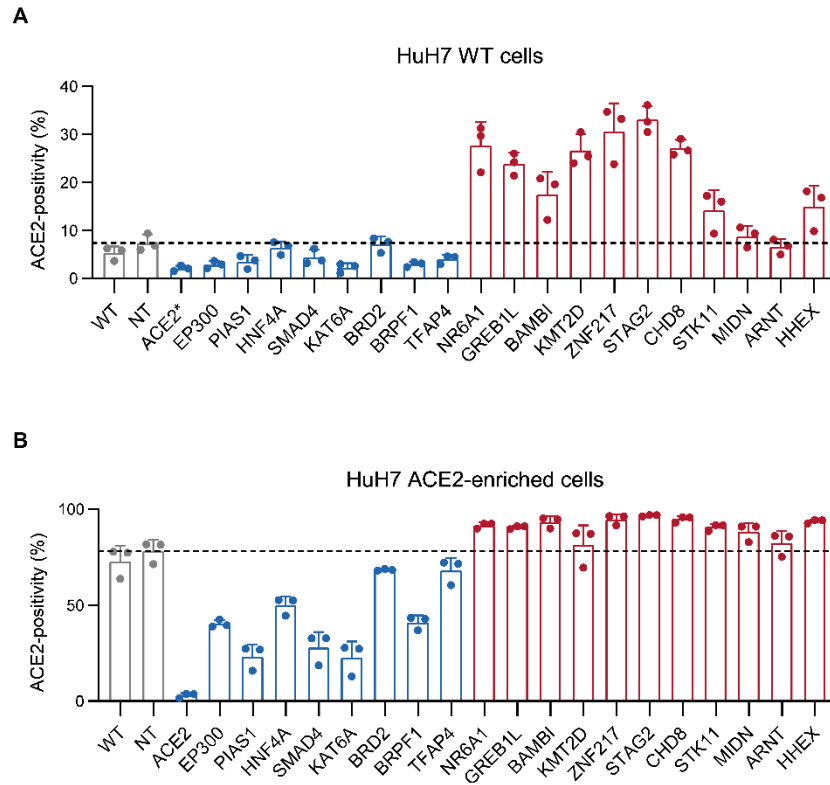 A
HuH7 WT cells
ACE2-positivity (%)
40
30
20
10
0
WT
NT
ACE2*
EP300
PIAS1
HNF4A
SMAD4
KAT6A
BRD2
BRPF1
TFAP4
NR6A1
GREB1L
BAMBI
KMT2D
ZNF217
STAG2
CHD8
STK11
MIDN
ARNT
HHEX
B
HuH7 ACE2-enriched cells
ACE2-positivity (%)
100
50
0
WT
NT
ACE2
EP300
PIAS1
HNF4A
SMAD4
KAT6A
BRD2
BRPF1
TFAP4
NR6A1
GREB1L
BAMBI
KMT2D
ZNF217
STAG2
CHD8
STK11
MIDN
ARNT
HHEX